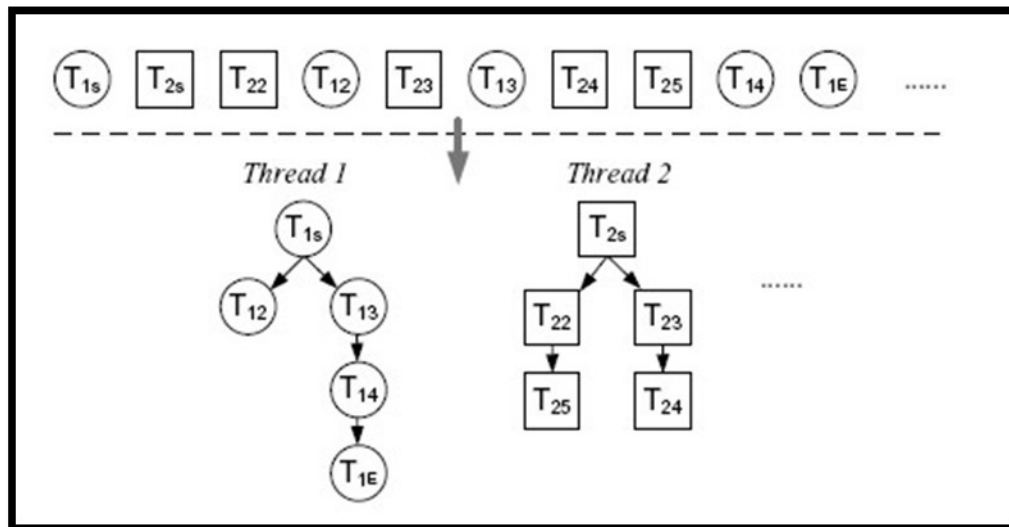 T1s T2s T22 T12 T23 T13 T24 T25 T14 T1E ......
Thread 1 Thread 2
T1s T2s
T12 T13 T22 T23 ......
T14 T25 T24
T1E